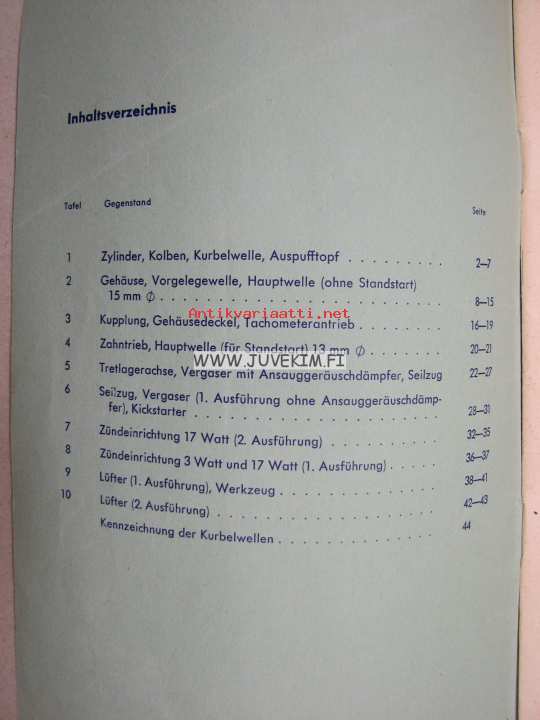 Inhaltsverzeichnis
Tafel Gegenstand Seite
1 Zylinder, Kolben, Kurbelwelle, Auspufftopf . . . . . . . . . 2—7
2 Gehäuse, Vorgelegewelle, Hauptwelle (ohne Standstart)
15 mm ∅ . . . . . . . . . . . . . . . . . . . . 8—15
Antikvariaatti.net
3 Kupplung, Gehäusedeckel, Tachometerantrieb . . . . . . . . 16—19
4 Zahntrieb, Hauptwelle (für Standstart) 13 mm ∅ . . . . . . . 20—21
WWW.JUVEKIM.FI
5 Tretlagerachse, Vergaser mit Ansauggeräuschdämpfer, Seilzug 22—27
6 Seilzug, Vergaser (1. Ausführung ohne Ansauggeräuschdämp-
fer), Kickstarter . . . . . . . . . . . . . . . . . 28—31
7 Zündeinrichtung 17 Watt (2. Ausführung) . . . . . . . . . 32—35
8 Zündeinrichtung 3 Watt und 17 Watt (1. Ausführung) . . . . 36—37
9 Lüfter (1. Ausführung), Werkzeug . . . . . . . . . . . . 38—41
10 Lüfter (2. Ausführung) . . . . . . . . . . . . . . . . 42—43
Kennzeichnung der Kurbelwellen . . . . . . . . . . . . 44